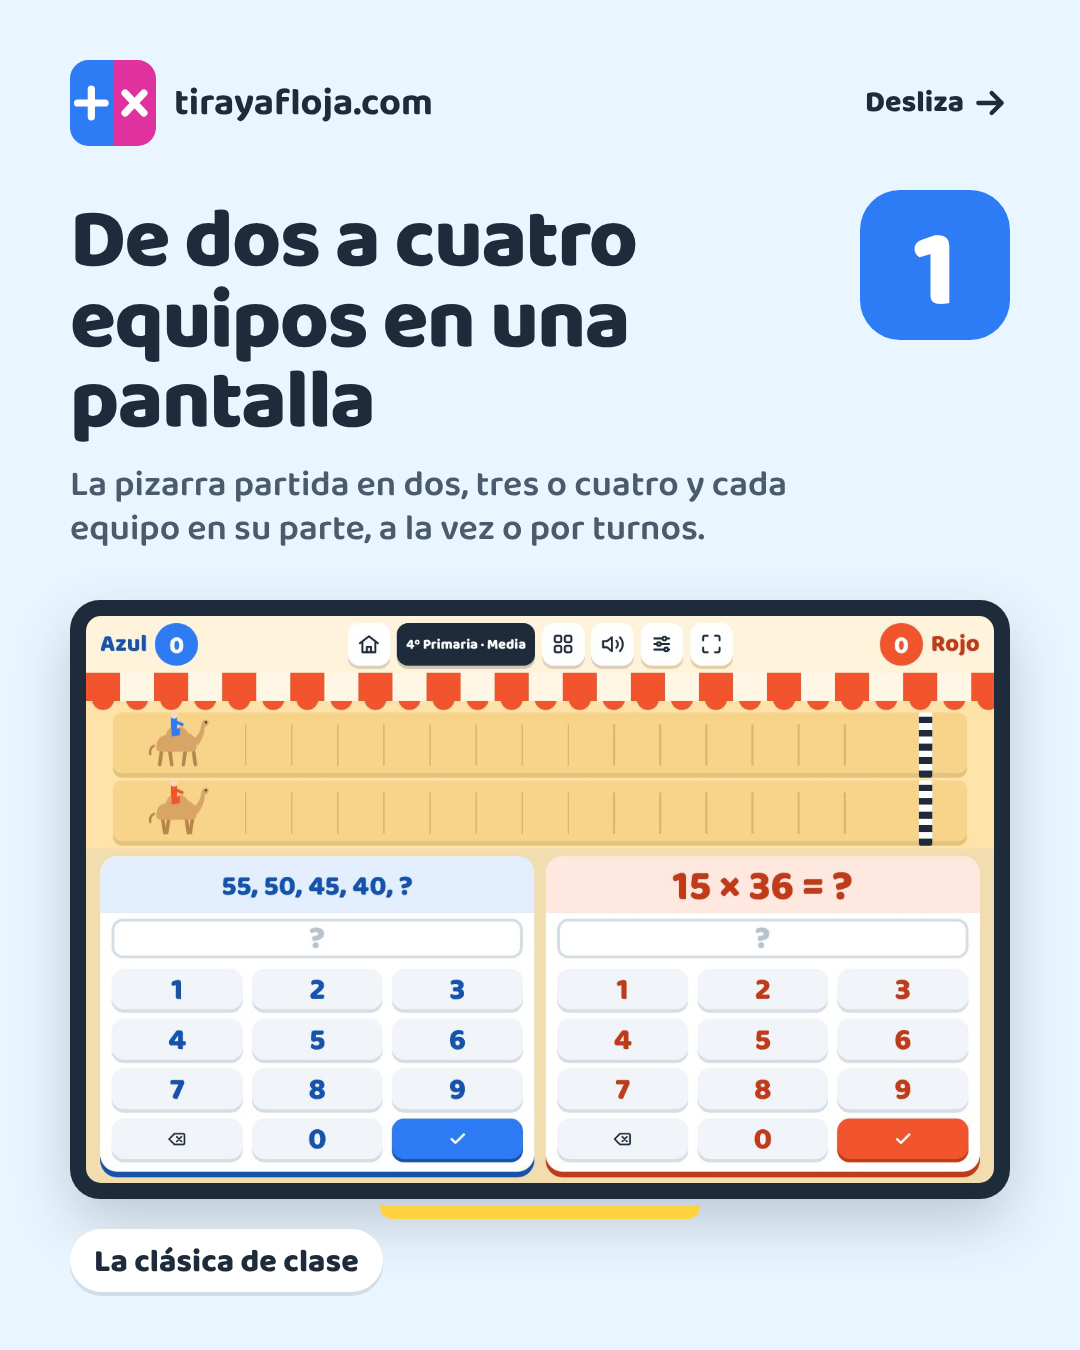 tirayafloja.com
Desliza →
De dos a cuatro
equipos en una
pantalla
1
La pizarra partida en dos, tres o cuatro y cada
equipo en su parte, a la vez o por turnos.
Azul 0
4º Primaria · Media
0 Rojo
55, 50, 45, 40, ?
?
1 2 3
4 5 6
7 8 9
0
15 × 36 = ?
?
1 2 3
4 5 6
7 8 9
0
La clásica de clase